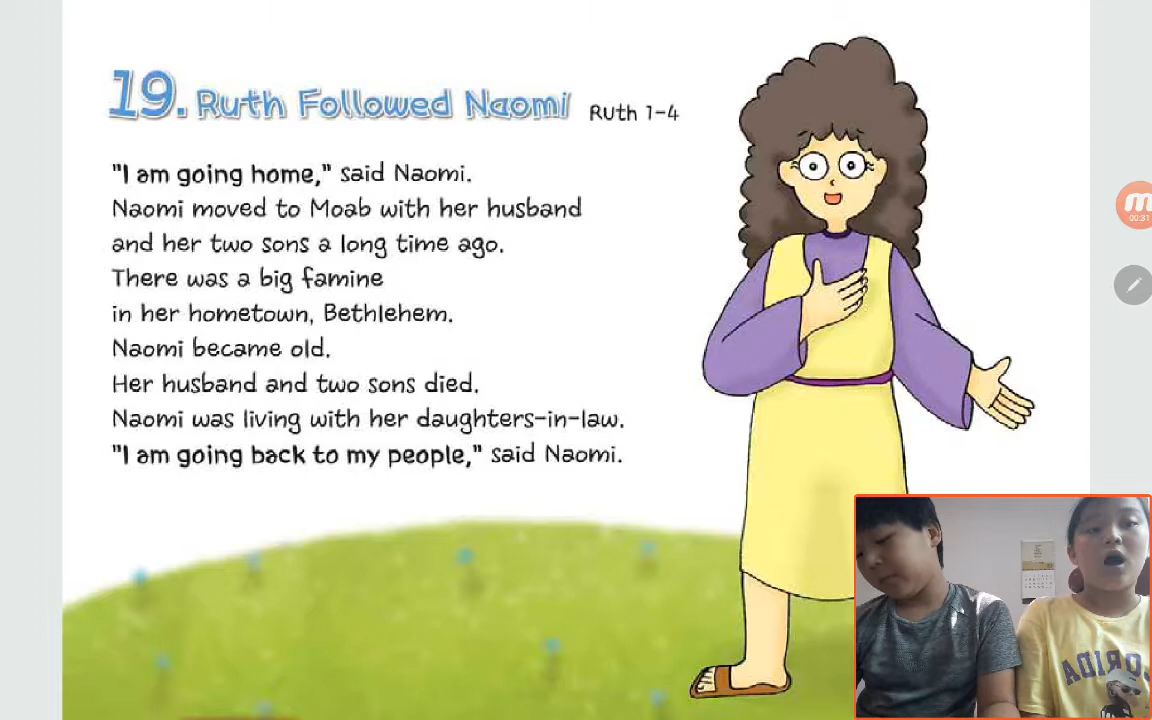 19. Ruth Followed Naomi Ruth 1-4
"I am going home," said Naomi.
Naomi moved to Moab with her husband
and her two sons a long time ago.
There was a big famine
in her hometown, Bethlehem.
Naomi became old.
Her husband and two sons died.
Naomi was living with her daughters-in-law.
"I am going back to my people," said Naomi.
00:31